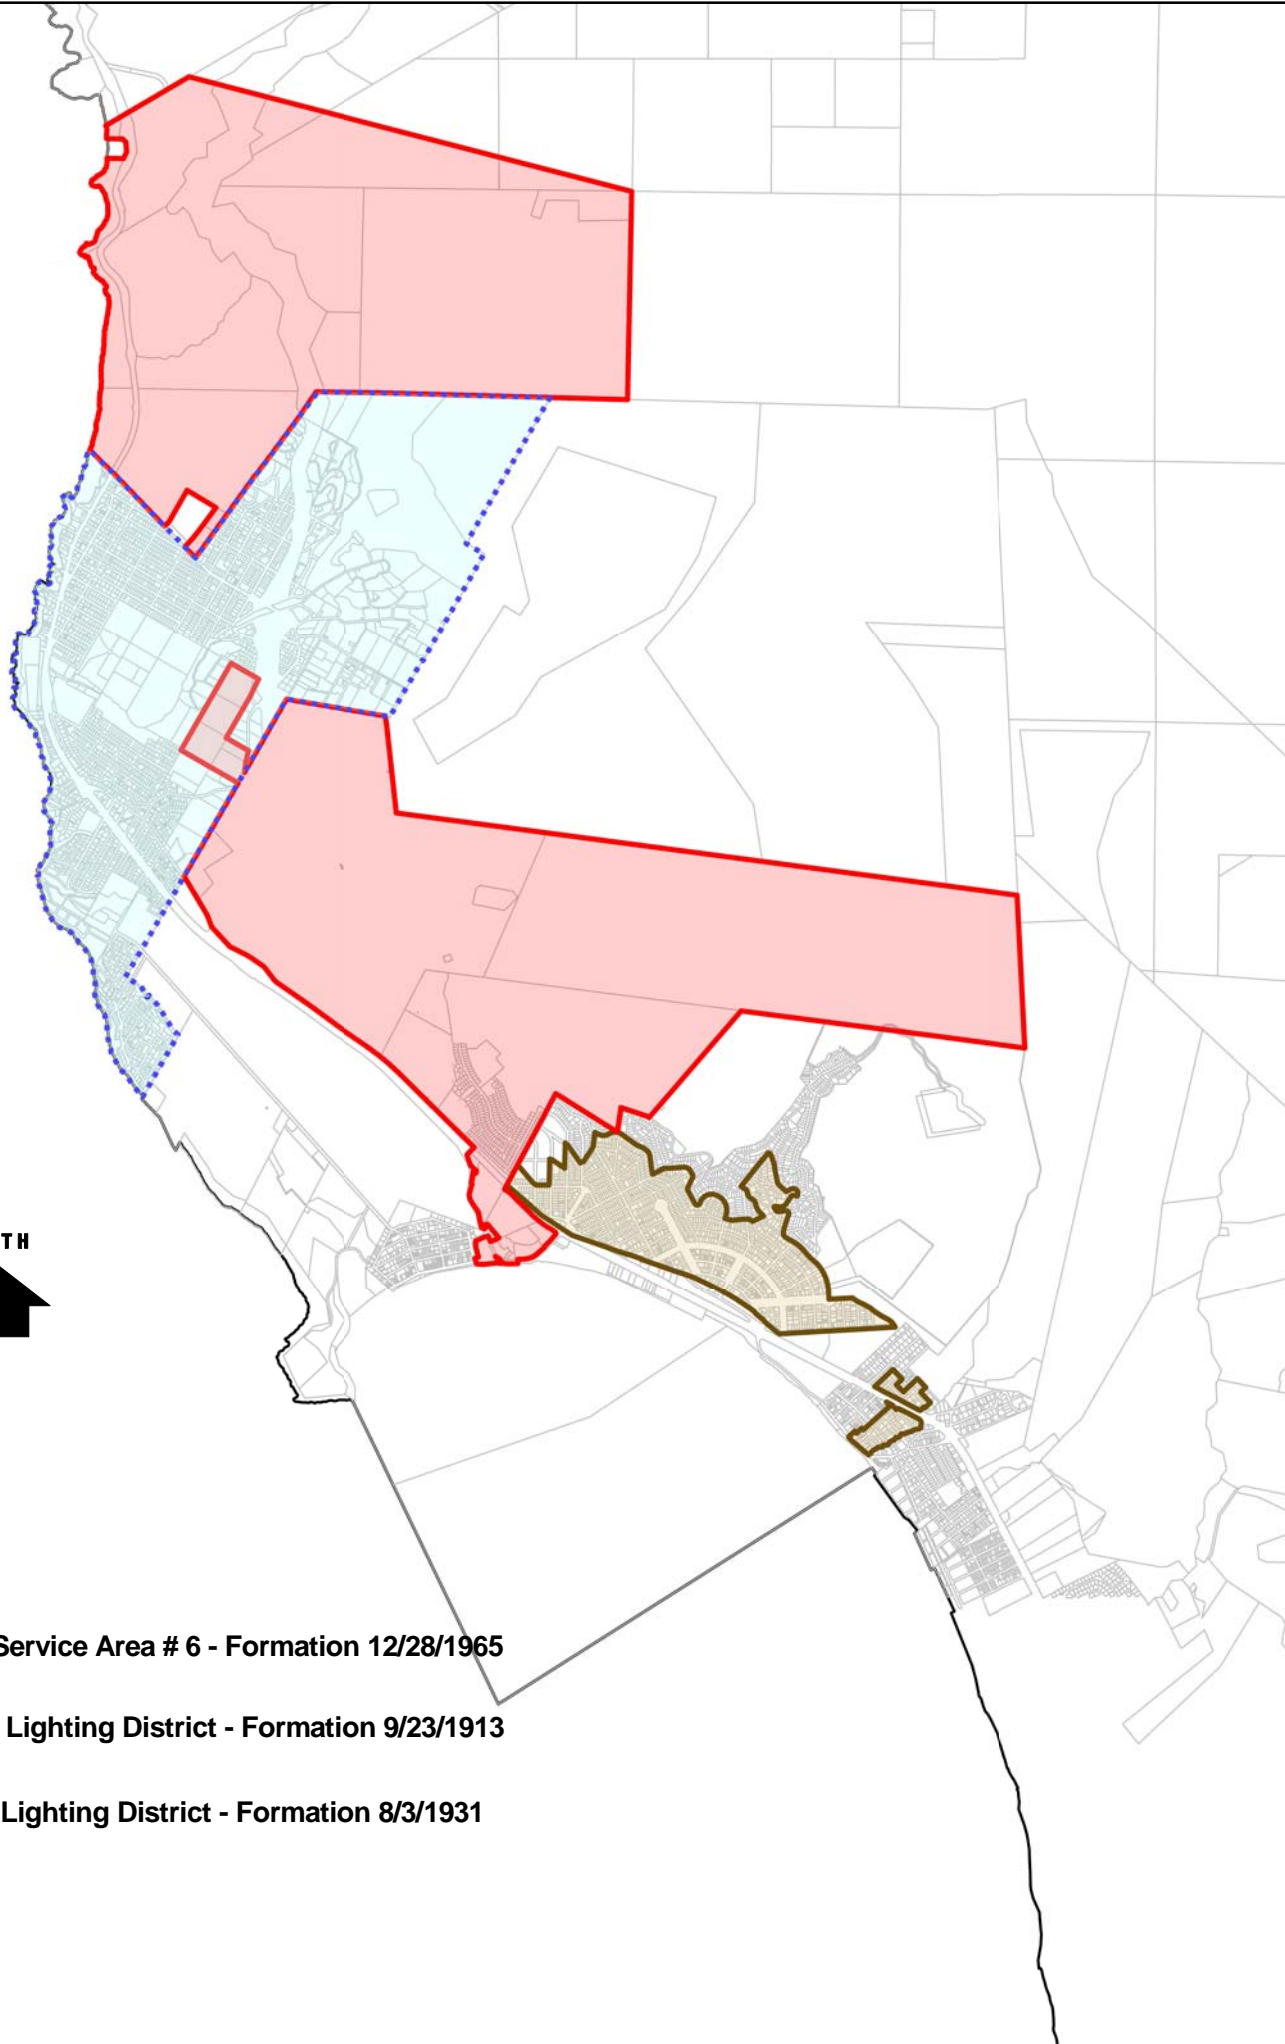 TH
Service Area # 6 - Formation 12/28/1965
Lighting District - Formation 9/23/1913
Lighting District - Formation 8/3/1931